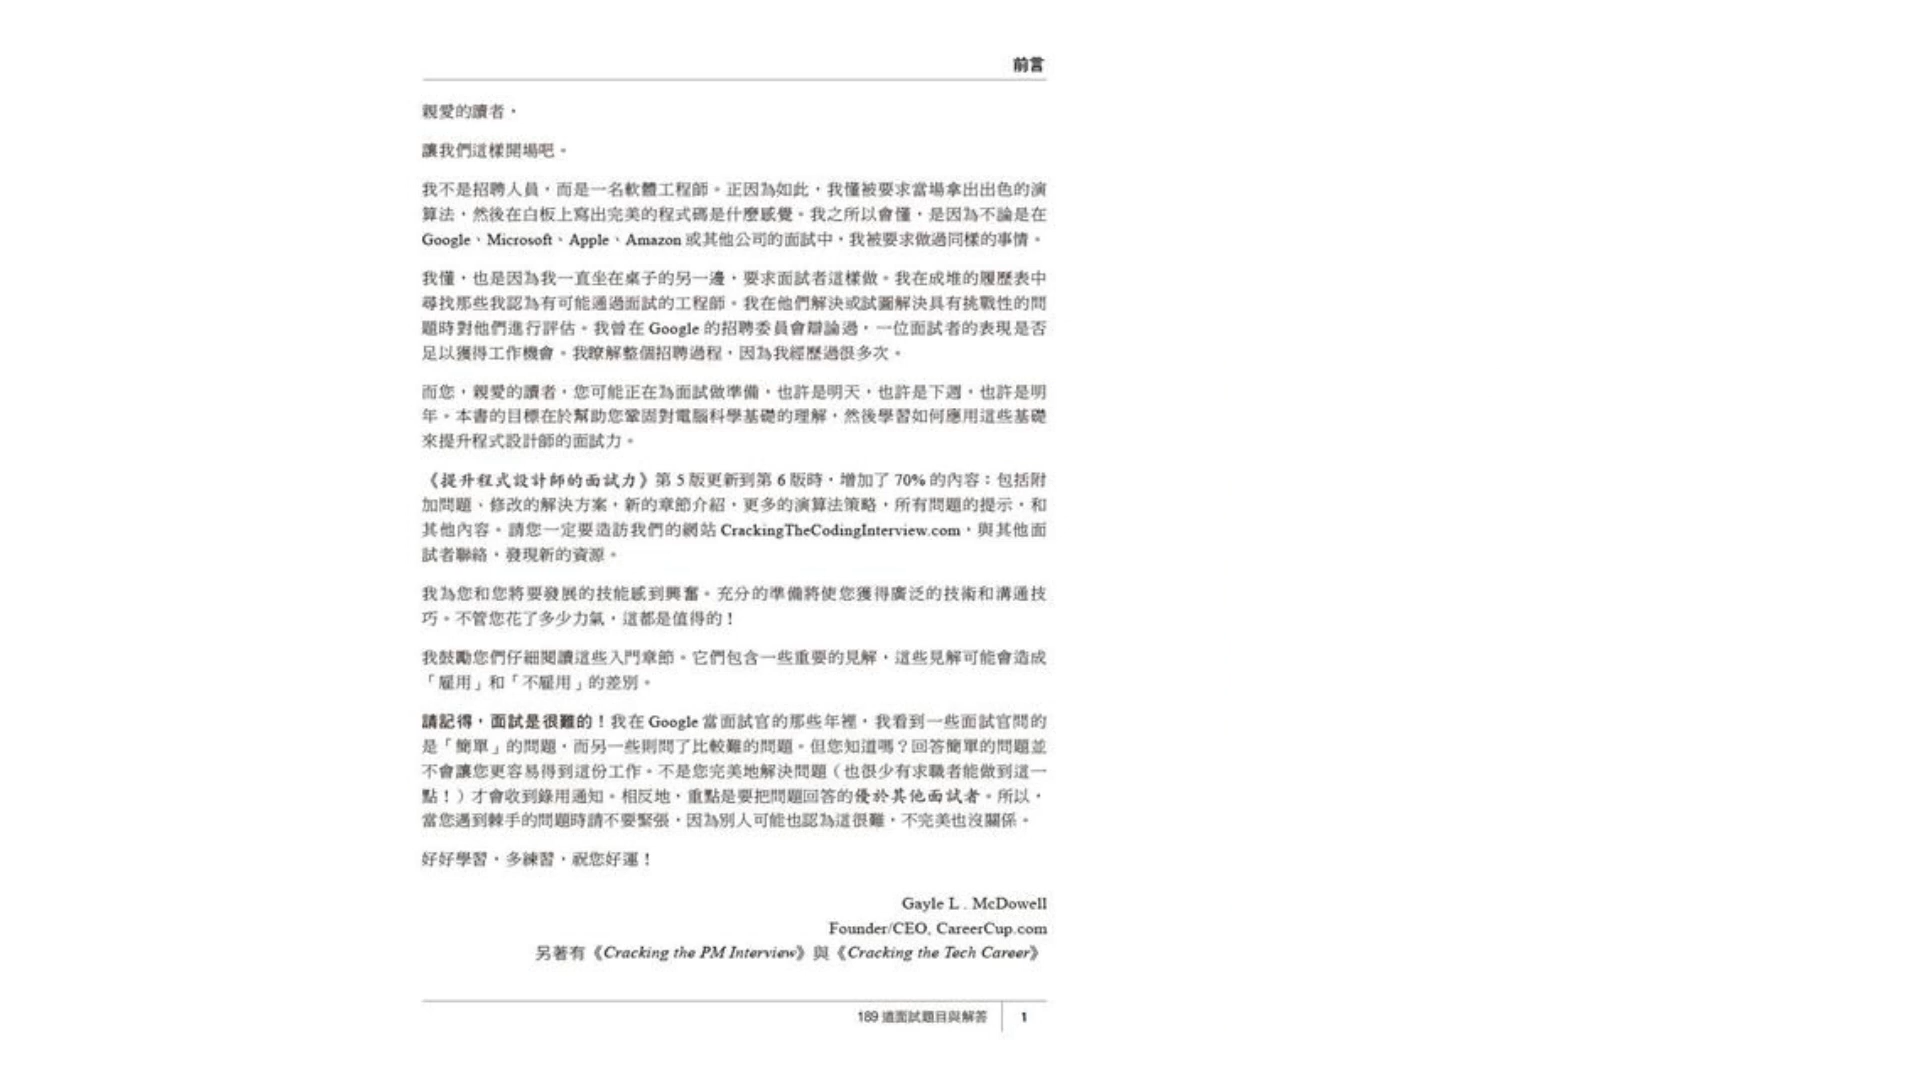 前言
親愛的讀者，
讓我們這樣開場吧。
我不是招聘人員，而是一名軟體工程師。正因為如此，我懂被要求當場拿出出色的演
算法，然後在白板上寫出完美的程式碼是什麼感覺。我之所以會懂，是因為不論是在
Google、Microsoft、Apple、Amazon 或其他公司的面試中，我被要求做過同樣的事情。
我懂，也是因為我一直坐在桌子的另一邊，要求面試者這樣做。我在成堆的履歷表中
尋找那些我認為有可能通過面試的工程師。我在他們解決或試圖解決具有挑戰性的問
題時對他們進行評估。我曾在 Google 的招聘委員會辯論過，一位面試者的表現是否
足以獲得工作機會。我瞭解整個招聘過程，因為我經歷過很多次。
而您，親愛的讀者，您可能正在為面試做準備，也許是明天，也許是下週，也許是明
年。本書的目標在於幫助您鞏固對電腦科學基礎的理解，然後學習如何應用這些基礎
來提升程式設計師的面試力。
《提升程式設計師的面試力》第 5 版更新到第 6 版時，增加了 70% 的內容：包括附
加問題、修改的解決方案，新的章節介紹，更多的演算法策略，所有問題的提示，和
其他內容。請您一定要造訪我們的網站 CrackingTheCodingInterview.com，與其他面
試者聯絡，發現新的資源。
我為您和您將要發展的技能感到興奮。充分的準備將使您獲得廣泛的技術和溝通技
巧。不管您花了多少力氣，這都是值得的！
我鼓勵您們仔細閱讀這些入門章節。它們包含一些重要的見解，這些見解可能會造成
「雇用」和「不雇用」的差別。
請記得，面試是很難的！我在 Google 當面試官的那些年裡，我看到一些面試官問的
是「簡單」的問題，而另一些則問了比較難的問題。但您知道嗎？回答簡單的問題並
不會讓您更容易得到這份工作。不是您完美地解決問題（也很少有求職者能做到這一
點！）才會收到錄用通知。相反地，重點是要把問題回答的優於其他面試者。所以，
當您遇到棘手的問題時請不要緊張，因為別人可能也認為這很難，不完美也沒關係。
好好學習，多練習，祝您好運！
Gayle L . McDowell
Founder/CEO, CareerCup.com
另著有《Cracking the PM Interview》與《Cracking the Tech Career》
189 道面試題目與解答 1